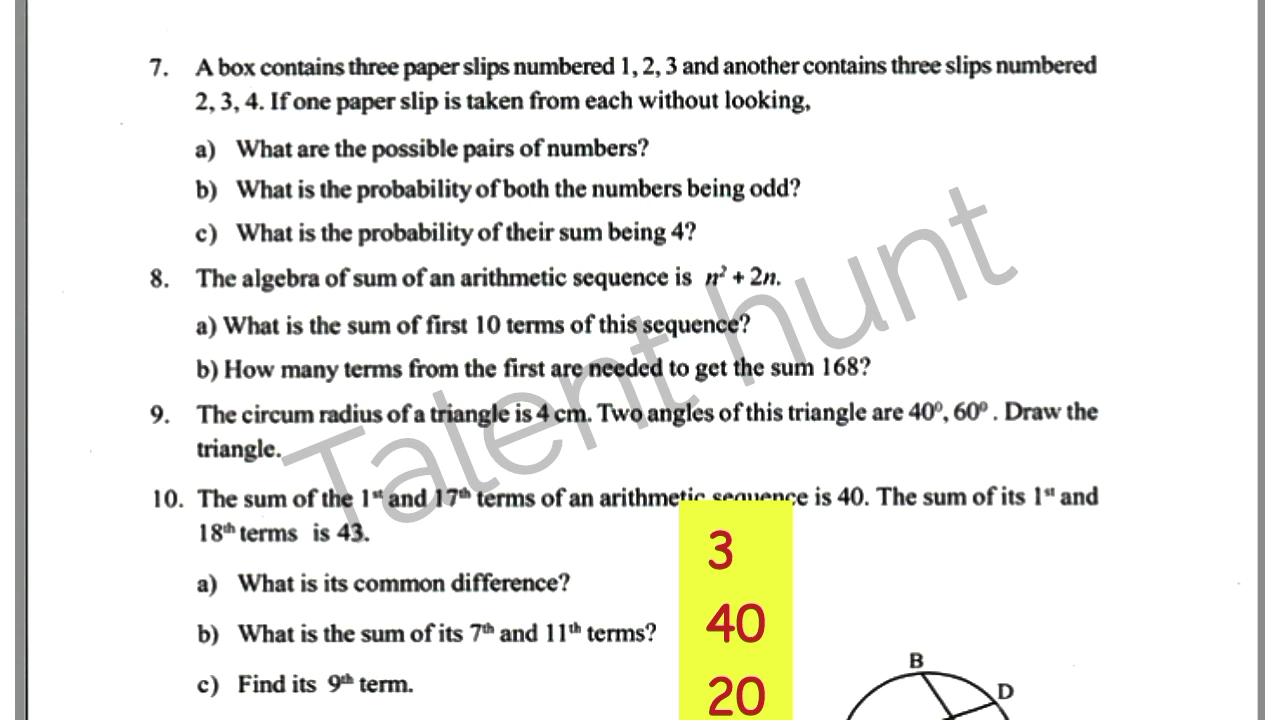 7. A box contains three paper slips numbered 1, 2, 3 and another contains three slips numbered
2, 3, 4. If one paper slip is taken from each without looking,
a) What are the possible pairs of numbers?
b) What is the probability of both the numbers being odd?
c) What is the probability of their sum being 4?
8. The algebra of sum of an arithmetic sequence is n² + 2n.
a) What is the sum of first 10 terms of this sequence?
b) How many terms from the first are needed to get the sum 168?
9. The circum radius of a triangle is 4 cm. Two angles of this triangle are 40⁰, 60⁰. Draw the
triangle.
10. The sum of the 1ˢᵗ and 17ᵗʰ terms of an arithmetic sequence is 40. The sum of its 1ˢᵗ and
18ᵗʰ terms is 43.
a) What is its common difference?
3
b) What is the sum of its 7ᵗʰ and 11ᵗʰ terms?
40
c) Find its 9ᵗʰ term.
20
B
D
Talent hunt